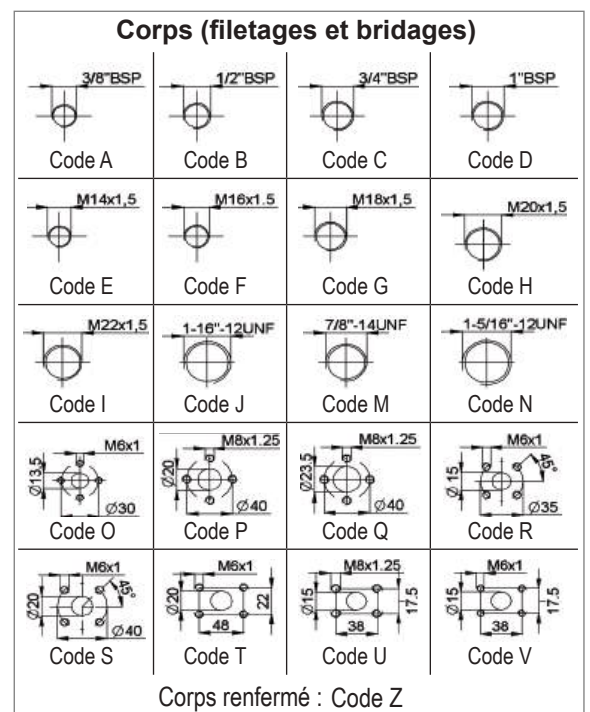 Corps (filetages et bridages)
3/8"BSP 1/2"BSP 3/4"BSP 1"BSP
Code A Code B Code C Code D
M14x1,5 M16x1.5 M18x1,5 M20x1,5
Code E Code F Code G Code H
M22x1,5 1-16"-12UNF 7/8"-14UNF 1-5/16"-12UNF
Code I Code J Code M Code N
M6x1 M8x1.25 M8x1.25 M6x1
Ø13,5 Ø20 Ø23,5 Ø15 45°
Ø30 Ø40 Ø40 Ø35
Code O Code P Code Q Code R
M6x1 M6x1 M8x1.25 M6x1
Ø20 45° Ø20 22 Ø15 17.5 Ø15 17.5
Ø40 48 38 38
Code S Code T Code U Code V
Corps renfermé : Code Z